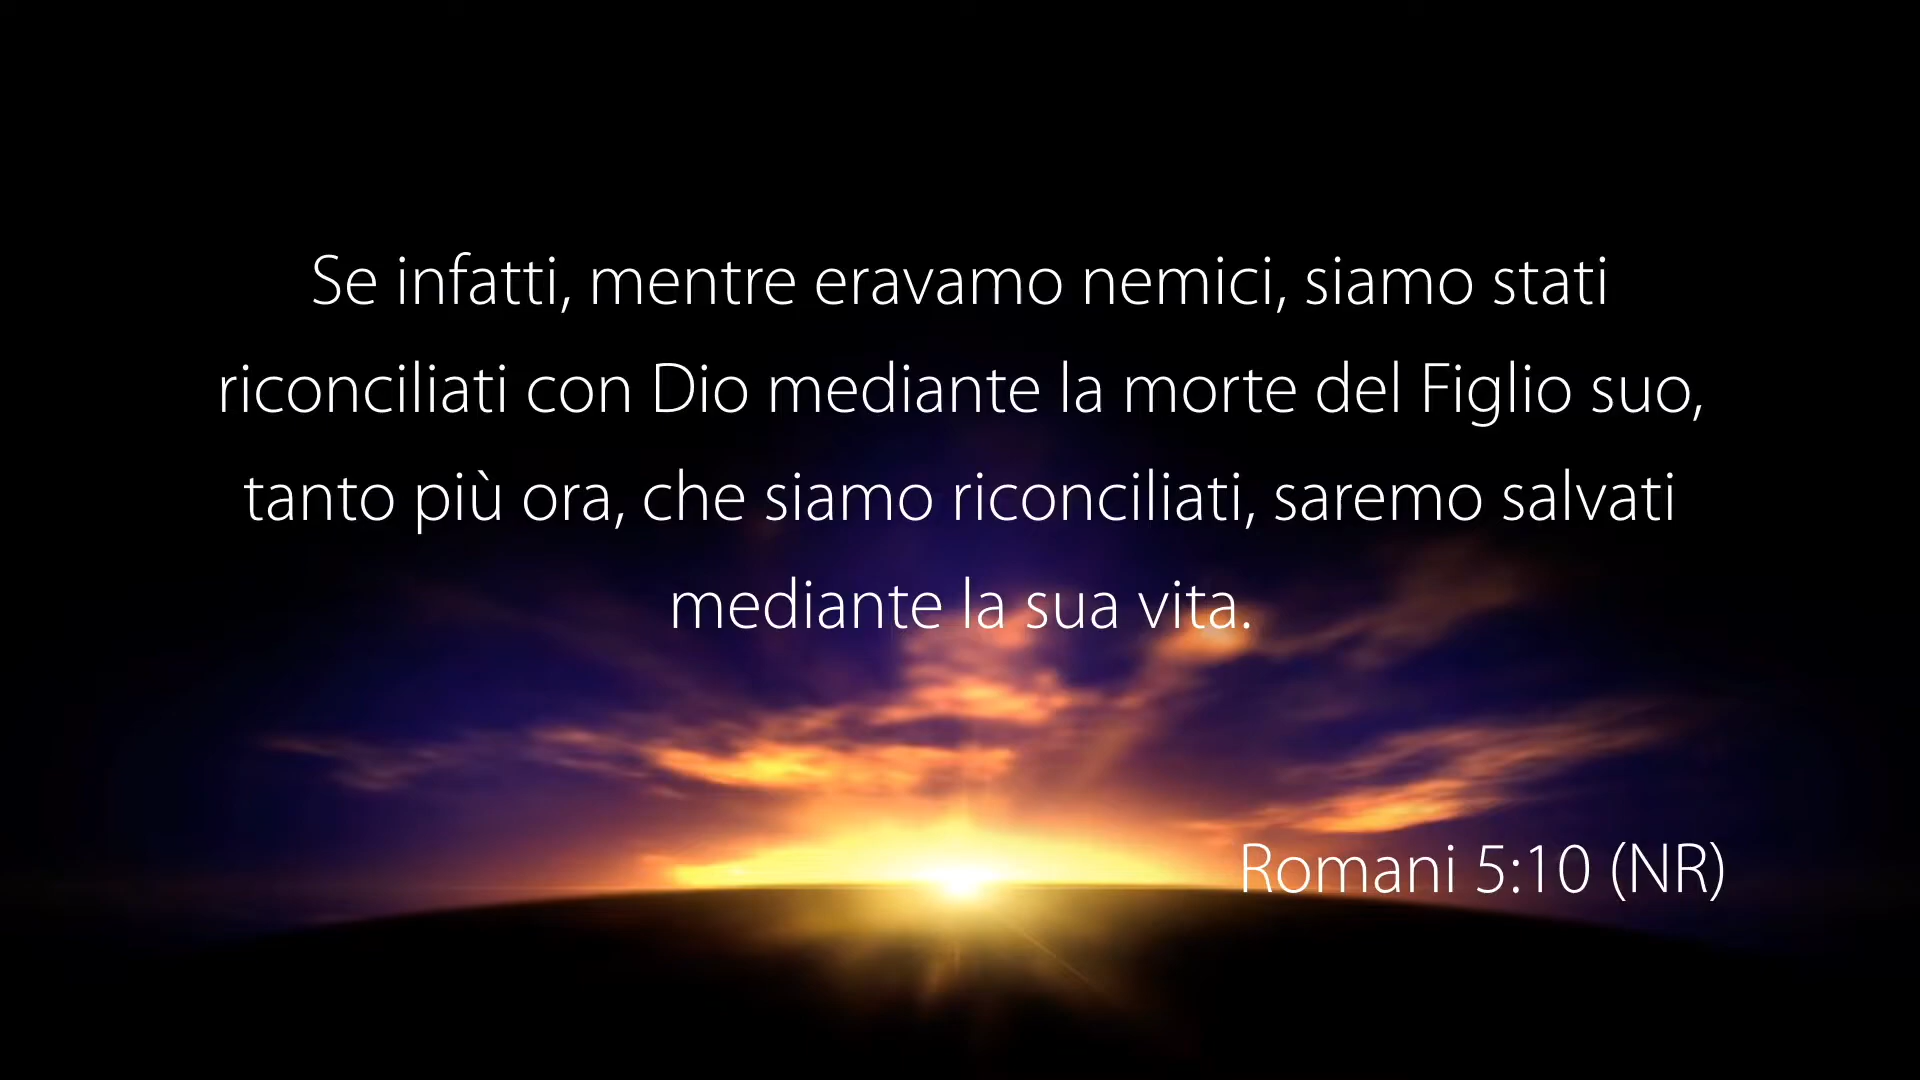 Se infatti, mentre eravamo nemici, siamo stati
riconciliati con Dio mediante la morte del Figlio suo,
tanto più ora, che siamo riconciliati, saremo salvati
mediante la sua vita.
Romani 5:10 (NR)